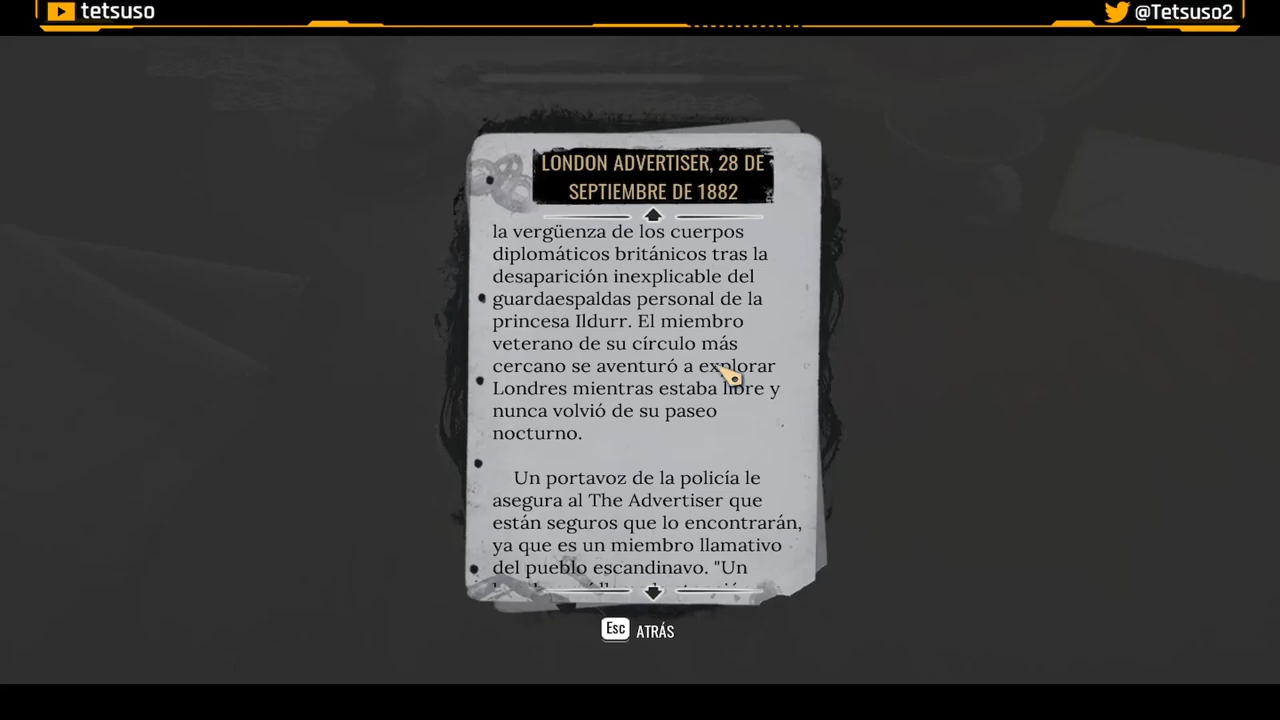 tetsuso
@Tetsuso2
LONDON ADVERTISER, 28 DE
SEPTIEMBRE DE 1882
la vergüenza de los cuerpos
diplomáticos británicos tras la
desaparición inexplicable del
guardaespaldas personal de la
princesa Ildurr. El miembro
veterano de su círculo más
cercano se aventuró a explorar
Londres mientras estaba libre y
nunca volvió de su paseo
nocturno.
Un portavoz de la policía le
asegura al The Advertiser que
están seguros que lo encontrarán,
ya que es un miembro llamativo
del pueblo escandinavo. "Un
Esc ATRÁS